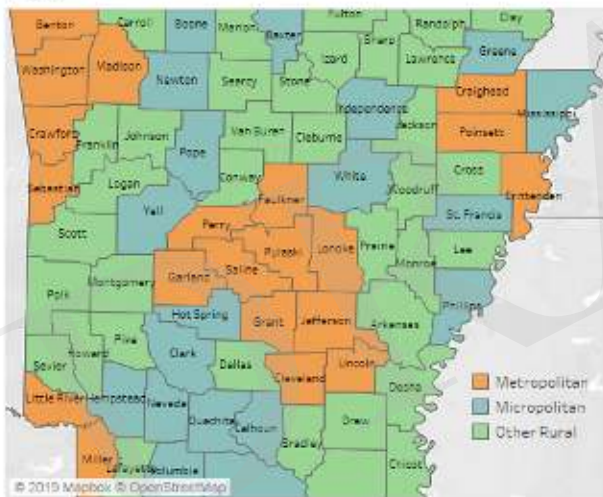 Fulton
Clay
Carroll
Boone
Marion
Baxter
Randolph
Benton
Sharp
Izard
Lawrence
Greene
Washington
Madison
Newton
Searcy
Stone
Craighead
Mississippi
Independence
Crawford
Franklin
Johnson
Van Buren
Cleburne
Jackson
Poinsett
Pope
Sebastian
Logan
Conway
White
Woodruff
Cross
Crittenden
Yell
Faulkner
St. Francis
Scott
Perry
Pulaski
Lonoke
Prairie
Lee
Garland
Saline
Monroe
Polk
Montgomery
Phillips
Hot Spring
Grant
Jefferson
Arkansas
Pike
Clark
Sevier
Howard
Dallas
Lincoln
Cleveland
Desha
Metropolitan
Little River
Hempstead
Nevada
Ouachita
Calhoun
Micropolitan
Drew
Other Rural
Bradley
Miller
Lafayette
Columbia
Chicot
© 2019 Mapbox © OpenStreetMap